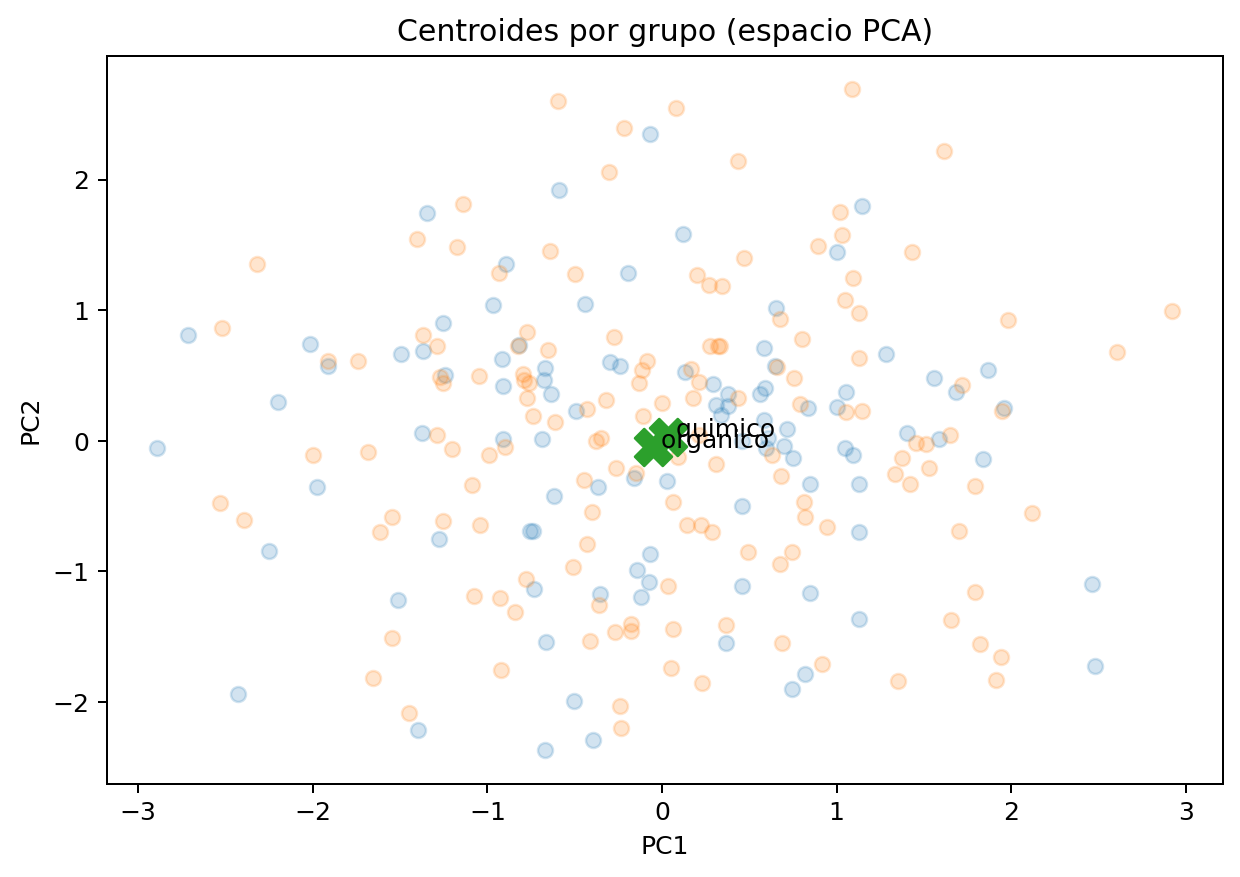 Centroides por grupo (espacio PCA)
PC2
2
1
0
−1
−2
quimico
organico
−3
−2
−1
0
1
2
3
PC1